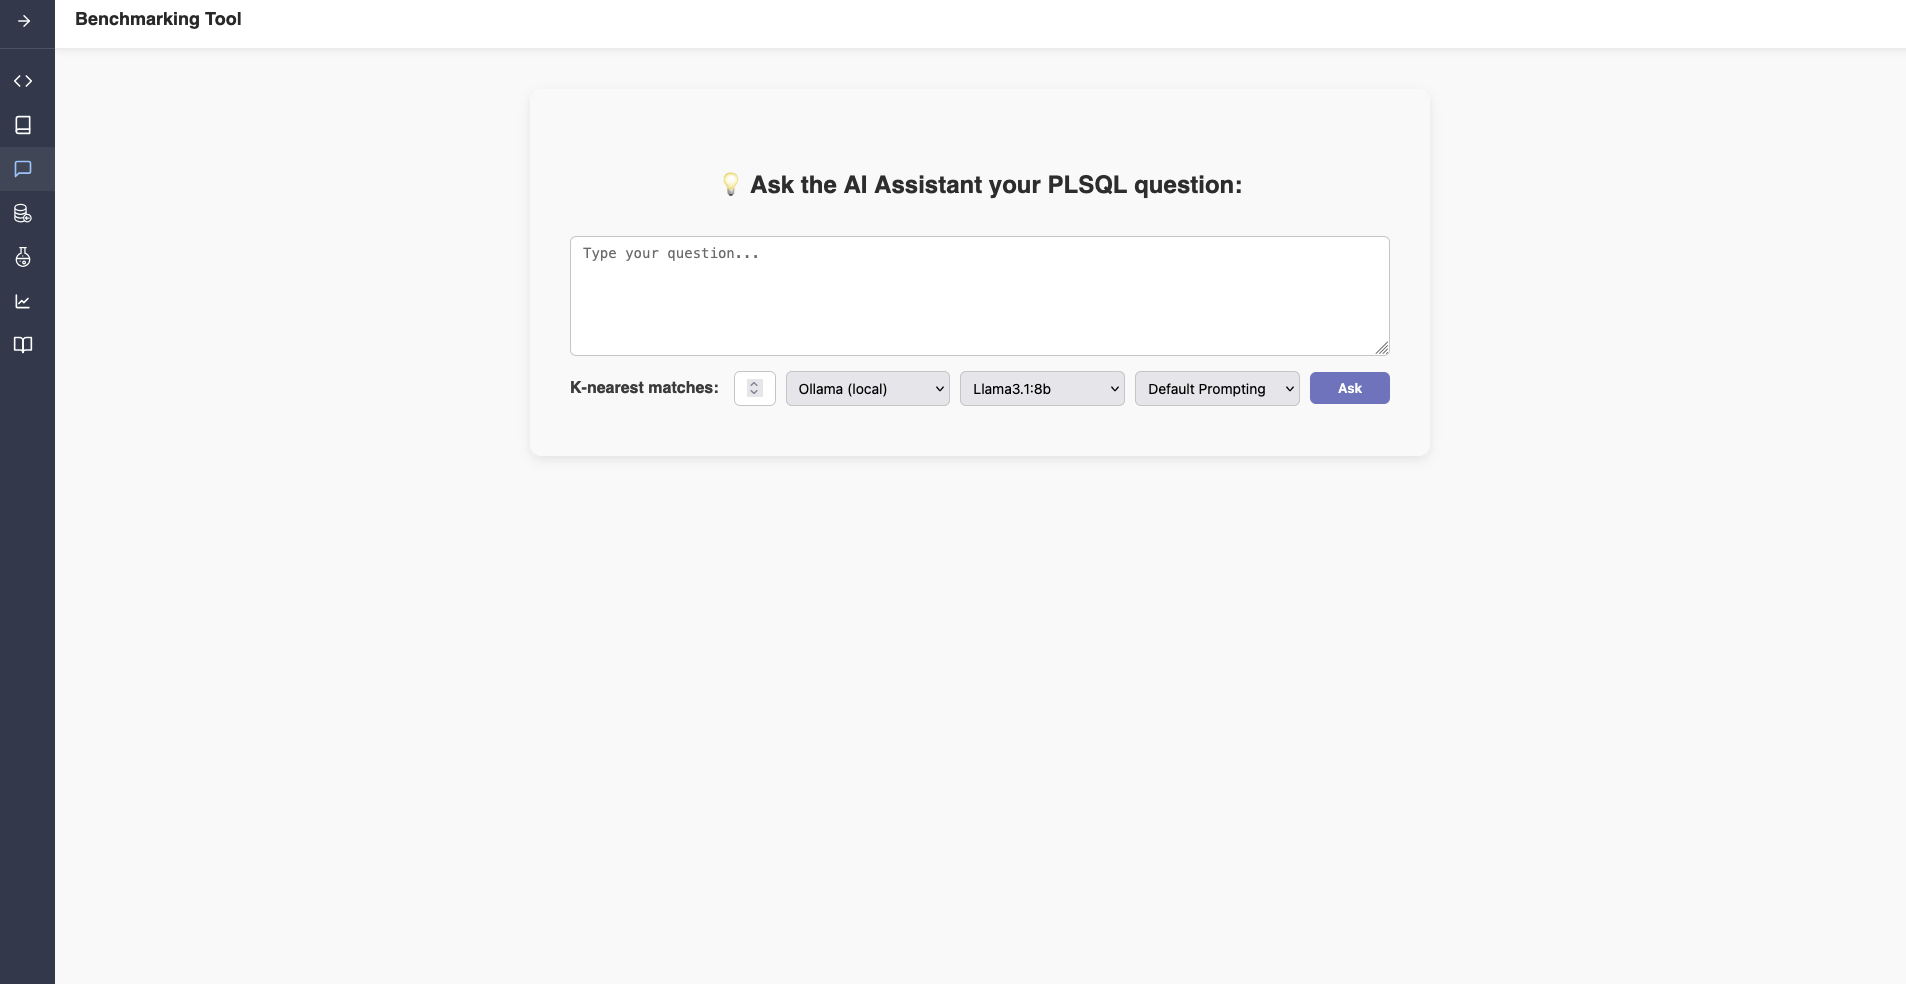 Benchmarking Tool
💡 Ask the AI Assistant your PLSQL question:
Type your question...
K-nearest matches: Ollama (local) Llama3.1:8b Default Prompting Ask